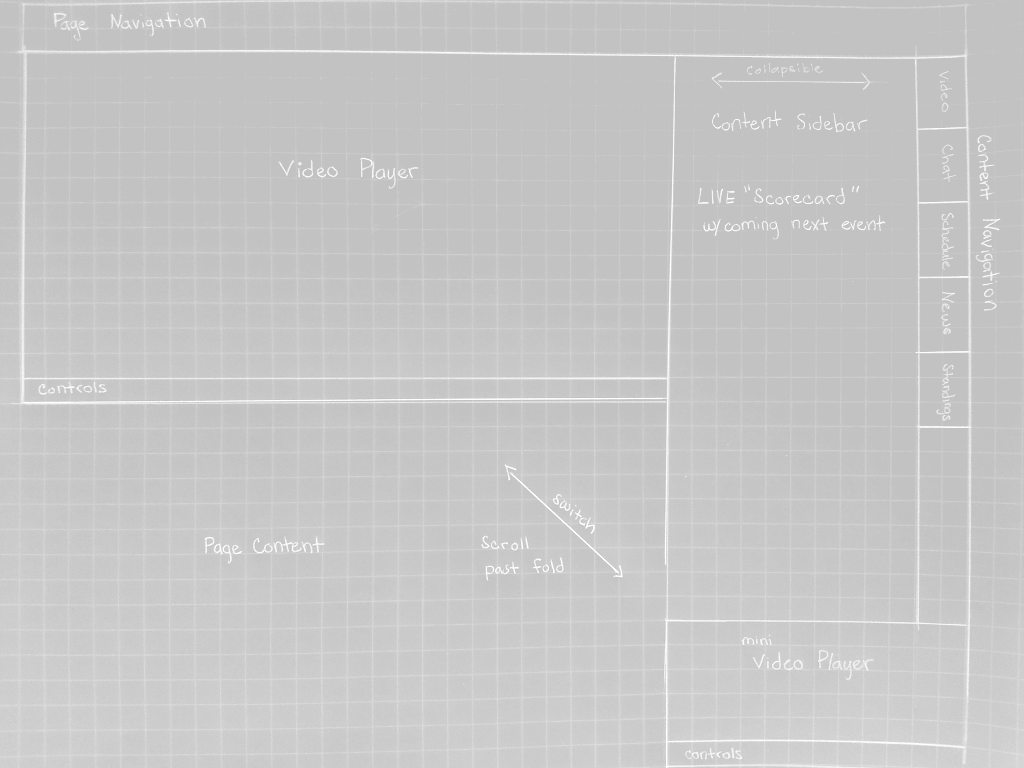 Page Navigation
Video Player
Controls
collapsible
Content Sidebar
LIVE "Scorecard"
w/coming next event
Video
Chat
Schedule
News
Standings
Content Navigation
Page Content
switch
Scroll
past fold
mini
Video Player
controls